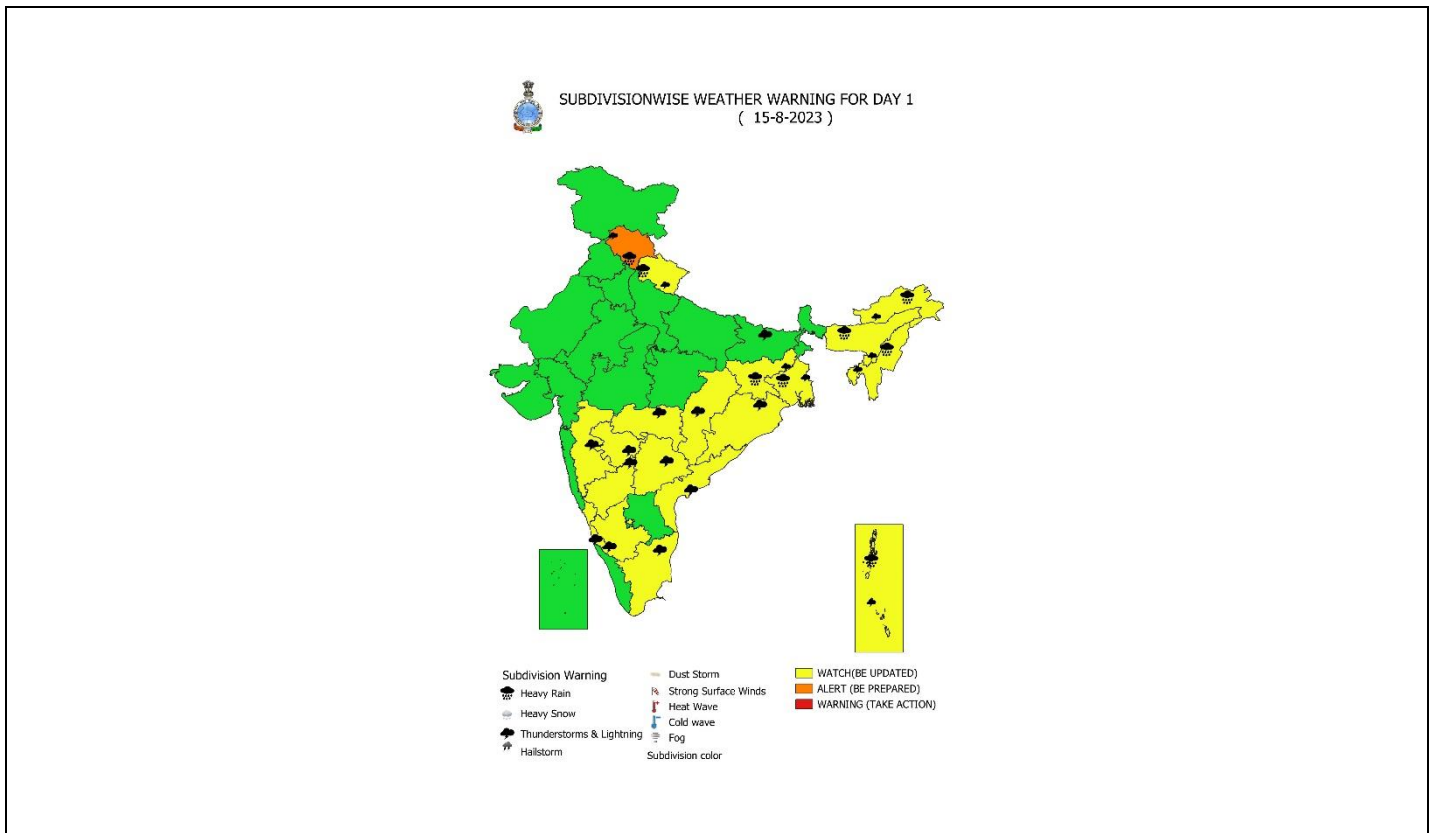 SUBDIVISIONWISE WEATHER WARNING FOR DAY 1
( 15-8-2023 )
Subdivision Warning
Heavy Rain
Heavy Snow
Thunderstorms & Lightning
Hailstorm
Dust Storm
Strong Surface Winds
Heat Wave
Cold wave
Fog
Subdivision color
WATCH(BE UPDATED)
ALERT (BE PREPARED)
WARNING (TAKE ACTION)